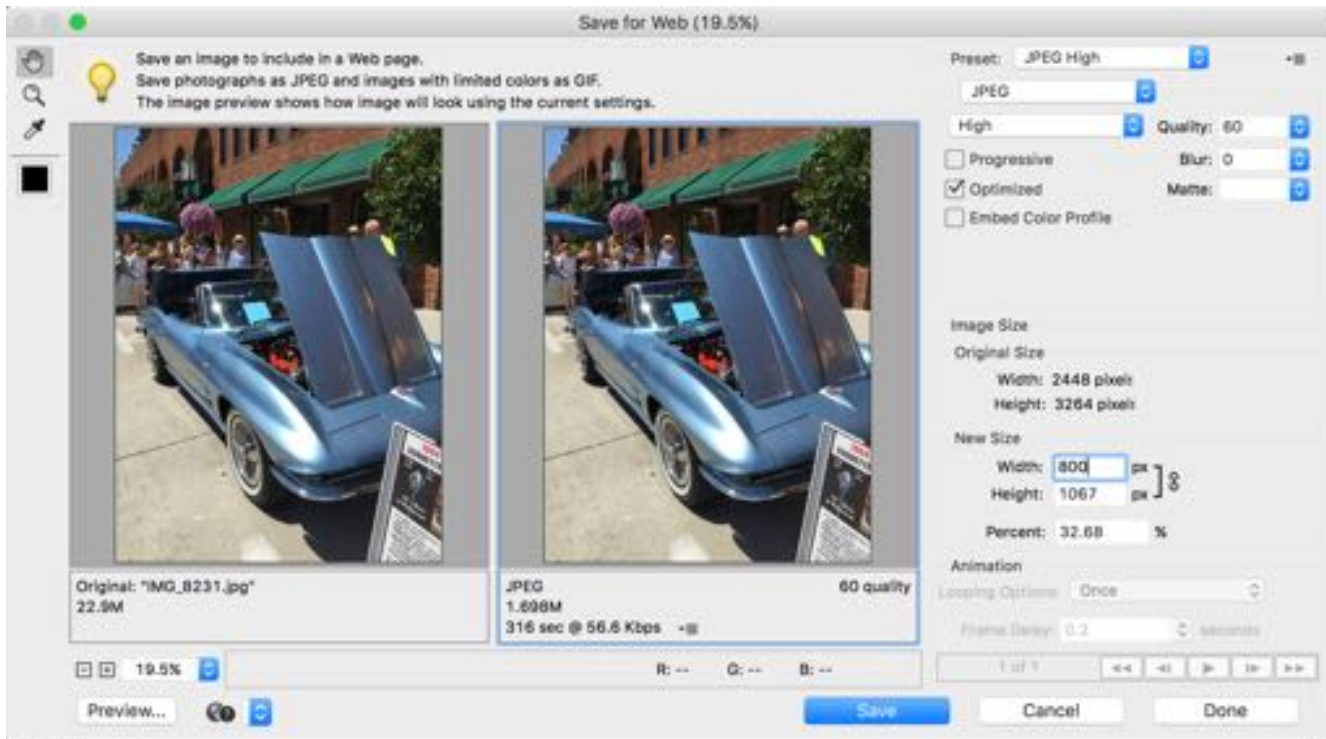 Save for Web (19.5%)
Save an image to include in a Web page.
Save photographs as JPEG and images with limited colors as GIF.
The image preview shows how image will look using the current settings.
Preset: JPEG High
JPEG
High Quality: 60
Progressive Blur: 0
Optimized Matte:
Embed Color Profile
Image Size
Original Size
Width: 2448 pixels
Height: 3264 pixels
New Size
Width: 800 px
Height: 1067 px
Percent: 32.68 %
Animation
Looping Options: Once
Frame Delay: 0.2 seconds
1 of 1
Original: "IMG_8231.jpg"
22.9M
JPEG 60 quality
1.698M
316 sec @ 56.6 Kbps
19.5% R: -- G: -- B: --
Preview... Save Cancel Done